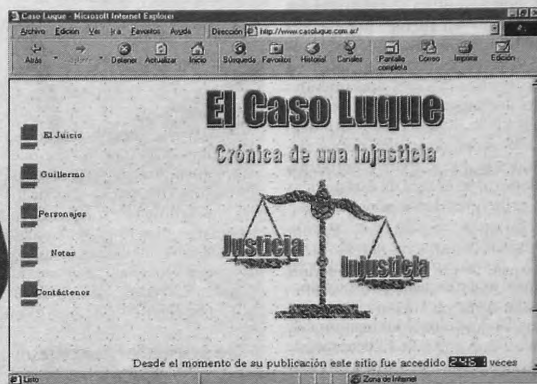 Caso Luque - Microsoft Internet Explorer
Archivo Edición Ver Ir a Favoritos Ayuda Dirección http://www.casoluque.com.ar/
Atrás Detener Actualizar Inicio Búsqueda Favoritos Historial Canales Pantalla completa Correo Imprimir Edición
El Caso Luque
Crónica de una Injusticia
El Juicio
Guillermo
Personajes
Notas
Contáctenos
Justicia
Injusticia
Desde el momento de su publicación este sitio fue accedido veces
Listo Zona de Internet